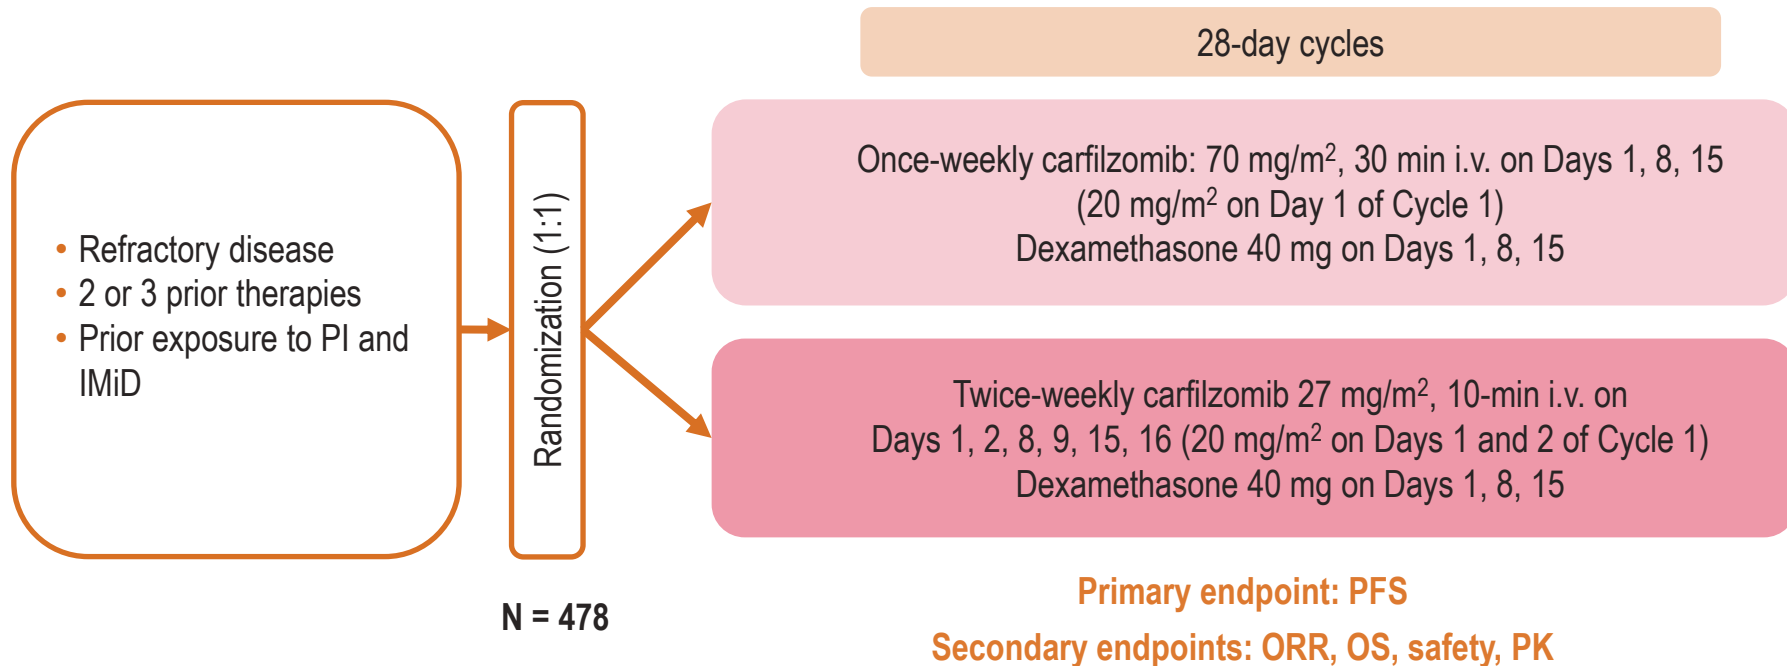 28-day cycles
• Refractory disease
• 2 or 3 prior therapies
• Prior exposure to PI and
IMiD
Randomization (1:1)
N = 478
Once-weekly carfilzomib: 70 mg/m², 30 min i.v. on Days 1, 8, 15
(20 mg/m² on Day 1 of Cycle 1)
Dexamethasone 40 mg on Days 1, 8, 15
Twice-weekly carfilzomib 27 mg/m², 10-min i.v. on
Days 1, 2, 8, 9, 15, 16 (20 mg/m² on Days 1 and 2 of Cycle 1)
Dexamethasone 40 mg on Days 1, 8, 15
Primary endpoint: PFS
Secondary endpoints: ORR, OS, safety, PK